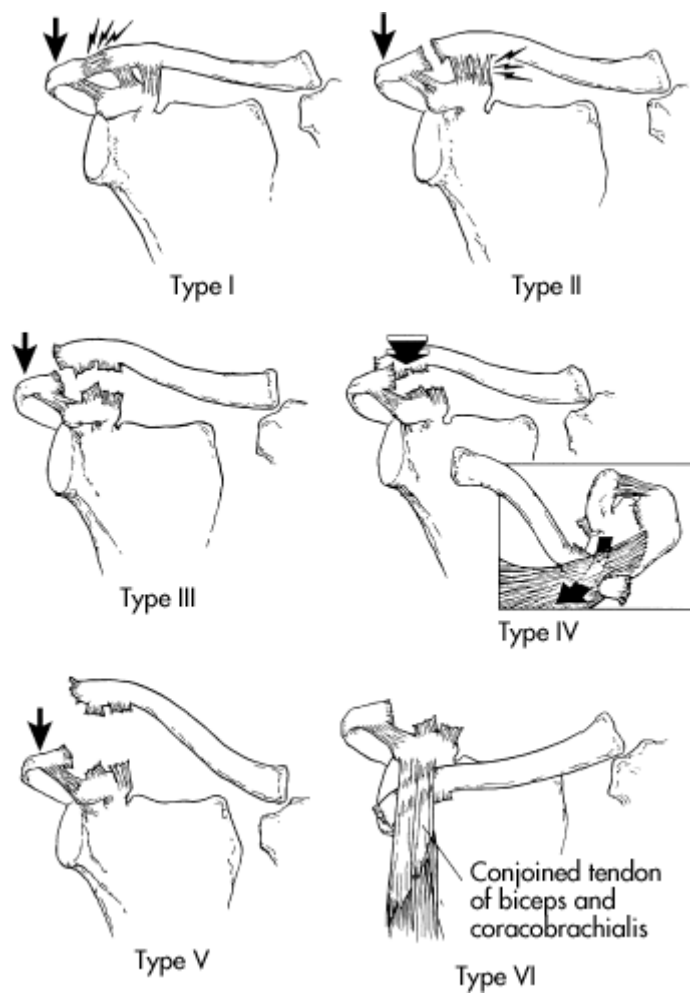 Type I
Type II
Type III
Type IV
Type V
Conjoined tendon
of biceps and
coracobrachialis
Type VI